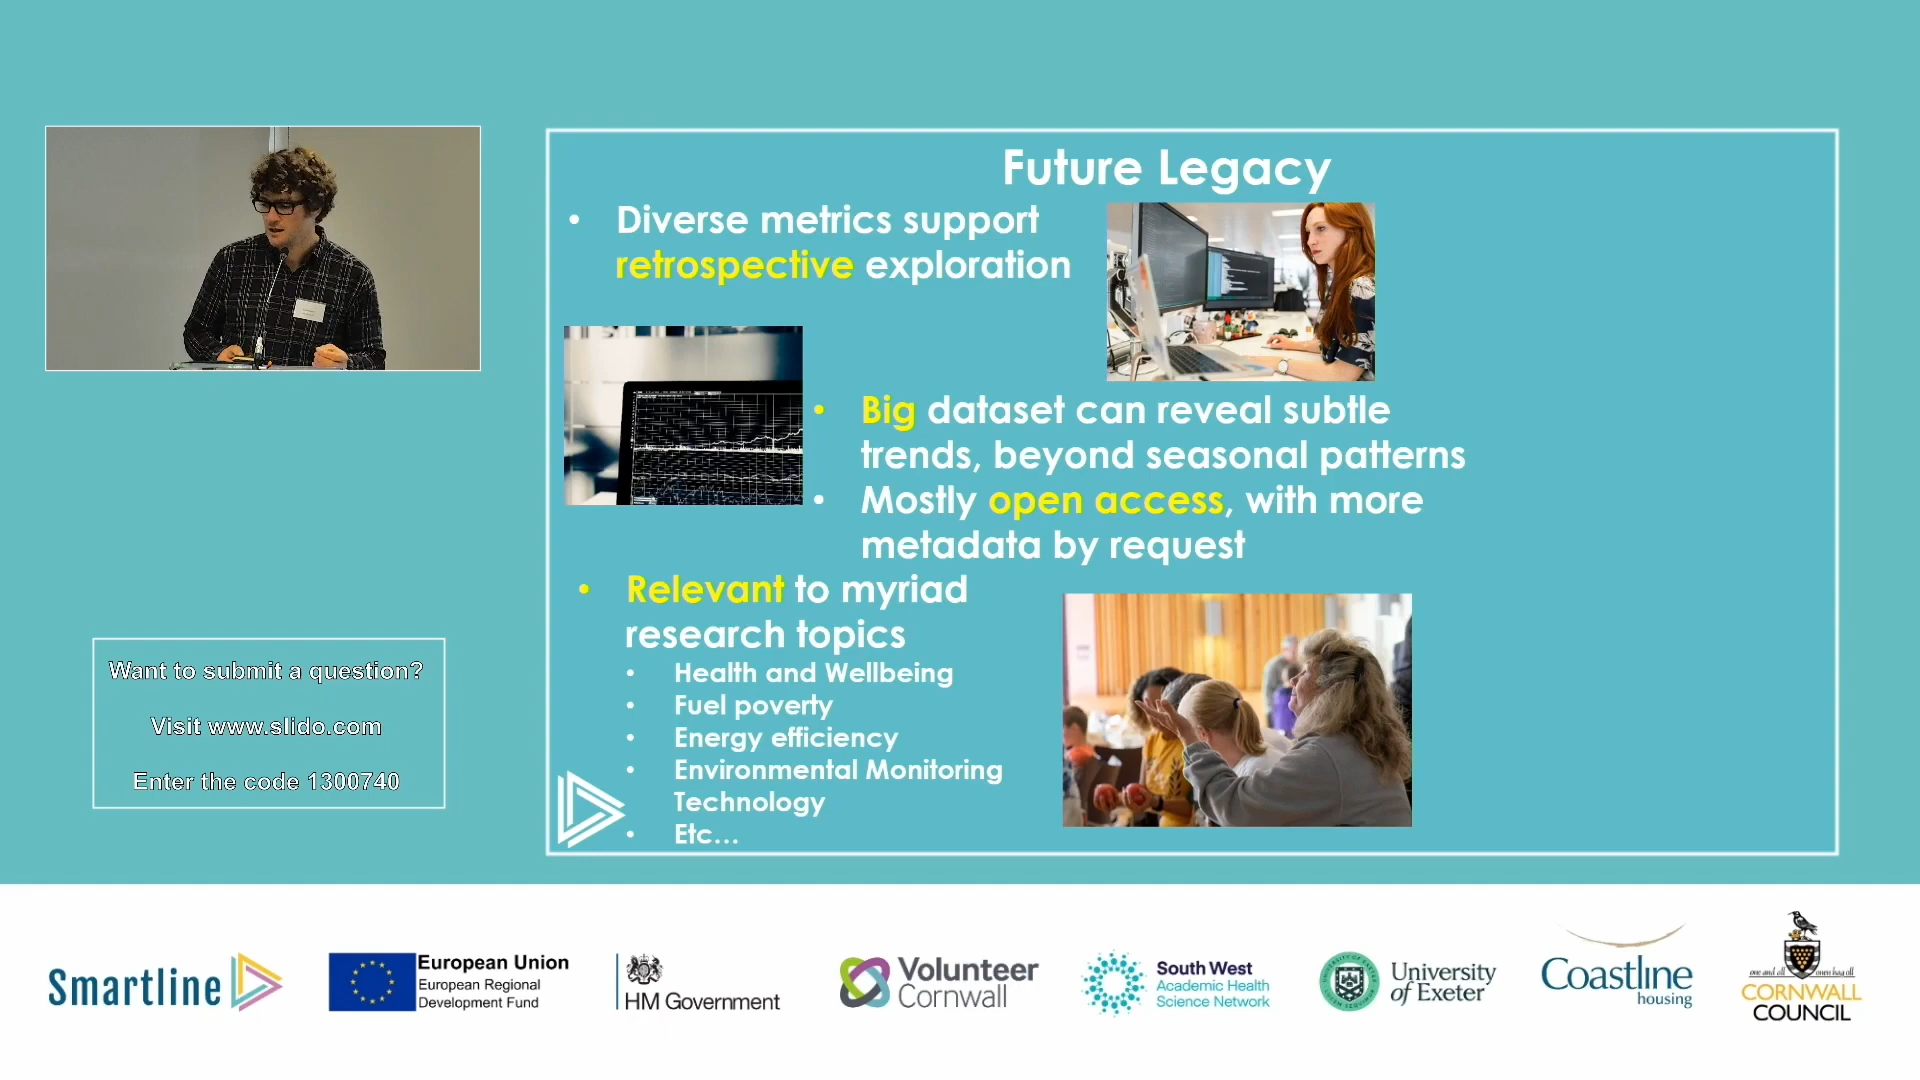 Future Legacy
• Diverse metrics support
retrospective exploration
• Big dataset can reveal subtle
trends, beyond seasonal patterns
• Mostly open access, with more
metadata by request
• Relevant to myriad
research topics
• Health and Wellbeing
• Fuel poverty
• Energy efficiency
• Environmental Monitoring
Technology
• Etc...
Want to submit a question?
Visit www.slido.com
Enter the code 1300740
Smartline
European Union
European Regional
Development Fund
HM Government
Volunteer
Cornwall
South West
Academic Health
Science Network
University
of Exeter
Coastline
housing
one and all
CORNWALL
COUNCIL